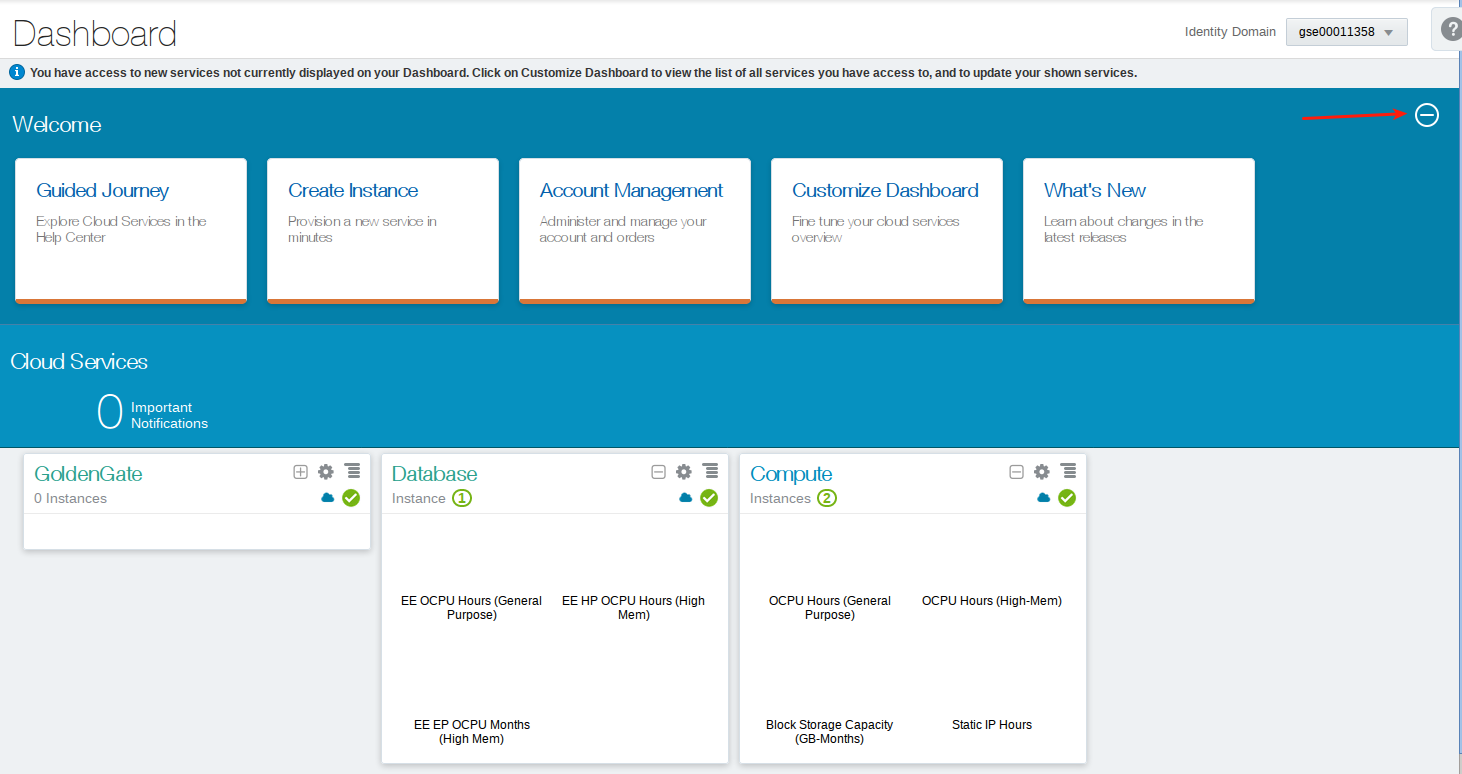 Dashboard
Identity Domain
gse00011358
?
You have access to new services not currently displayed on your Dashboard. Click on Customize Dashboard to view the list of all services you have access to, and to update your shown services.
Welcome
Guided Journey
Explore Cloud Services in the
Help Center
Create Instance
Provision a new service in
minutes
Account Management
Administer and manage your
account and orders
Customize Dashboard
Fine tune your cloud services
overview
What's New
Learn about changes in the
latest releases
Cloud Services
0
Important
Notifications
GoldenGate
0 Instances
Database
Instance 1
EE OCPU Hours (General
Purpose)
EE HP OCPU Hours (High
Mem)
EE EP OCPU Months
(High Mem)
Compute
Instances 2
OCPU Hours (General
Purpose)
OCPU Hours (High-Mem)
Block Storage Capacity
(GB-Months)
Static IP Hours